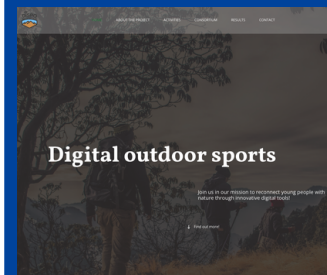 ABOUT THE PROJECT ACTIVITIES CONSORTIUM RESULTS CONTACT
Digital outdoor sports
Join us in our mission to reconnect young people with
nature through innovative digital tools!
↓ Find out more!